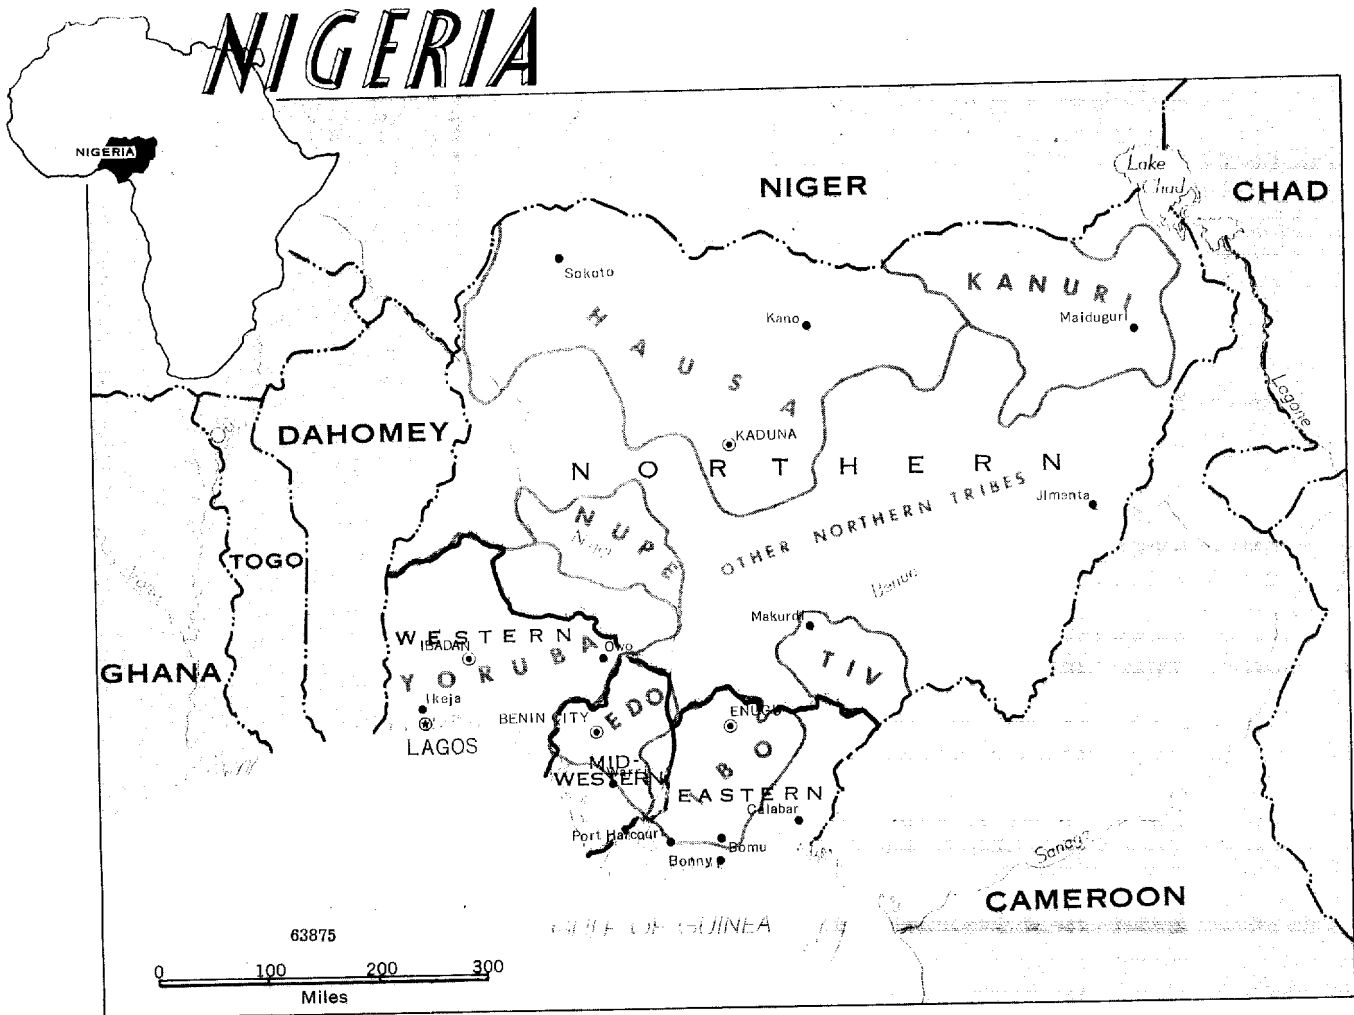 NIGERIA
NIGERIA
NIGER
Lake
Chad
CHAD
KANURI
Sokoto
Maiduguri
Kano
HAUSA
Logone
DAHOMEY
KADUNA
NORTHERN
OTHER NORTHERN TRIBES
Jimenta
NUPE
Niger
TOGO
Benue
Makurdi
WESTERN
IBADAN
YORUBA
Owo
TIV
GHANA
Ikeja
BENIN CITY
EDO
ENUGU
LAGOS
IBO
MID-
WESTERN
Warri
EASTERN
Calabar
Port Harcourt
Bomu
Bonny
Sanaga
CAMEROON
GULF OF GUINEA
63875
0 100 200 300
Miles